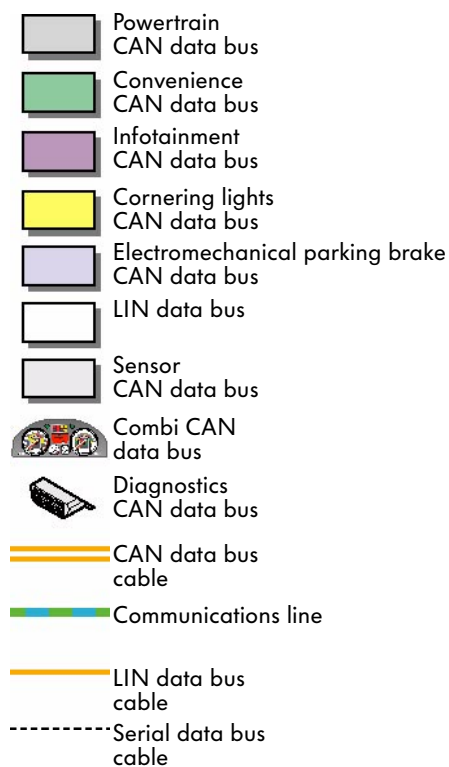 Powertrain
CAN data bus
Convenience
CAN data bus
Infotainment
CAN data bus
Cornering lights
CAN data bus
Electromechanical parking brake
CAN data bus
LIN data bus
Sensor
CAN data bus
Combi CAN
data bus
Diagnostics
CAN data bus
CAN data bus
cable
Communications line
LIN data bus
cable
Serial data bus
cable